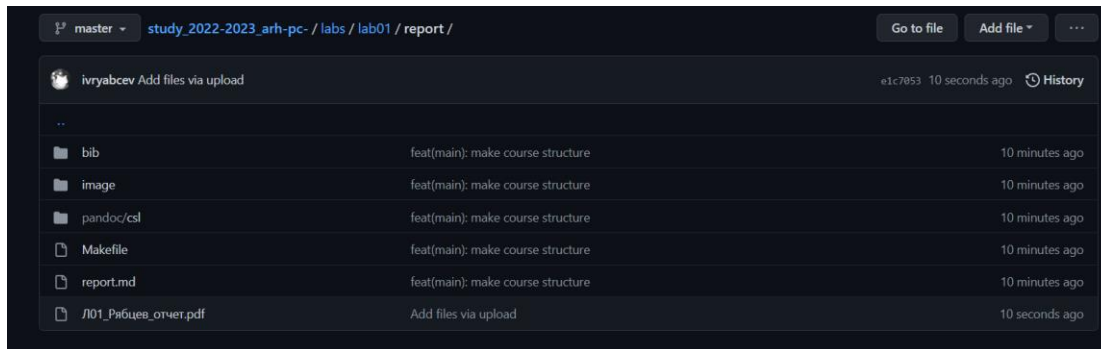 master study_2022-2023_arh-pc- / labs / lab01 / report / Go to file Add file ...
ivryabcev Add files via upload e1c7053 10 seconds ago History
..
bib feat(main): make course structure 10 minutes ago
image feat(main): make course structure 10 minutes ago
pandoc/csl feat(main): make course structure 10 minutes ago
Makefile feat(main): make course structure 10 minutes ago
report.md feat(main): make course structure 10 minutes ago
Л01_Рябцев_отчет.pdf Add files via upload 10 seconds ago